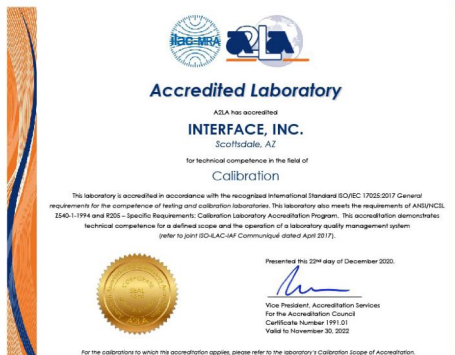 ilac-MRA
A2LA
Accredited Laboratory
A2LA has accredited
INTERFACE, INC.
Scottsdale, AZ
for technical competence in the field of
Calibration
This laboratory is accredited in accordance with the recognized International Standard ISO/IEC 17025:2017 General
requirements for the competence of testing and calibration laboratories. This laboratory also meets the requirements of ANSI/NCSL
Z540-1-1994 and R205 – Specific Requirements: Calibration Laboratory Accreditation Program. This accreditation demonstrates
technical competence for a defined scope and the operation of a laboratory quality management system
(refer to joint ISO-ILAC-IAF Communiqué dated April 2017).
Presented this 22nd day of December 2020.
Vice President, Accreditation Services
For the Accreditation Council
Certificate Number 1991.01
Valid to November 30, 2022
For the calibrations to which this accreditation applies, please refer to the laboratory's Calibration Scope of Accreditation.